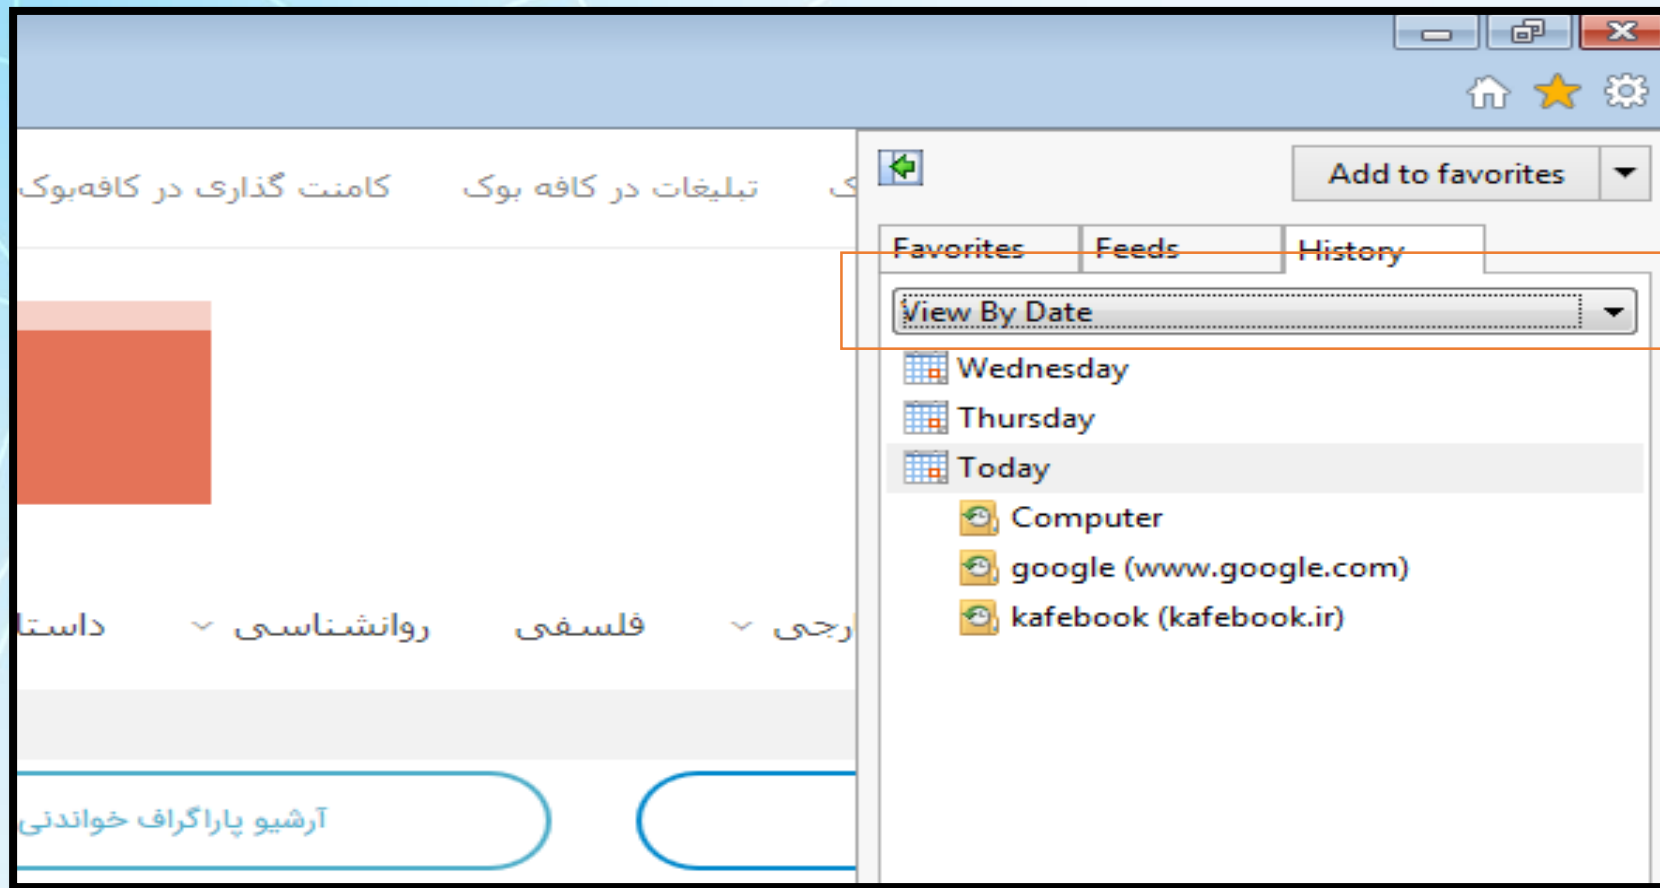 Add to favorites
کامنت گذاری در کافه‌بوک تبلیغات در کافه بوک
Favorites Feeds History
View By Date
Wednesday
Thursday
Today
Computer
google (www.google.com)
kafebook (kafebook.ir)
فلسفی روانشناسی
آرشیو پاراگراف خواندنی